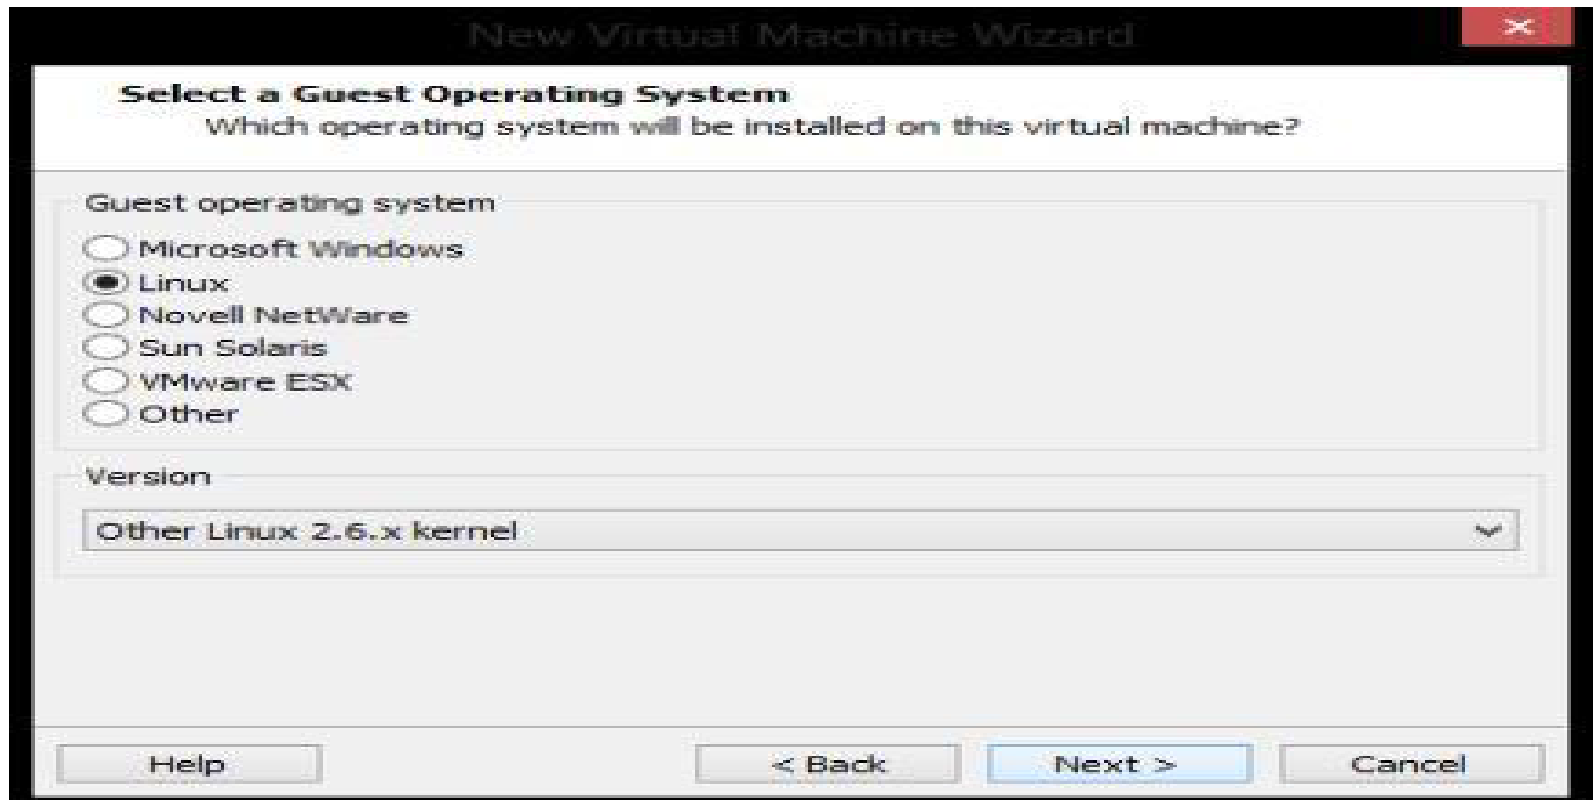 New Virtual Machine Wizard
Select a Guest Operating System
Which operating system will be installed on this virtual machine?
Guest operating system
Microsoft Windows
Linux
Novell NetWare
Sun Solaris
VMware ESX
Other
Version
Other Linux 2.6.x kernel
Help
< Back
Next >
Cancel